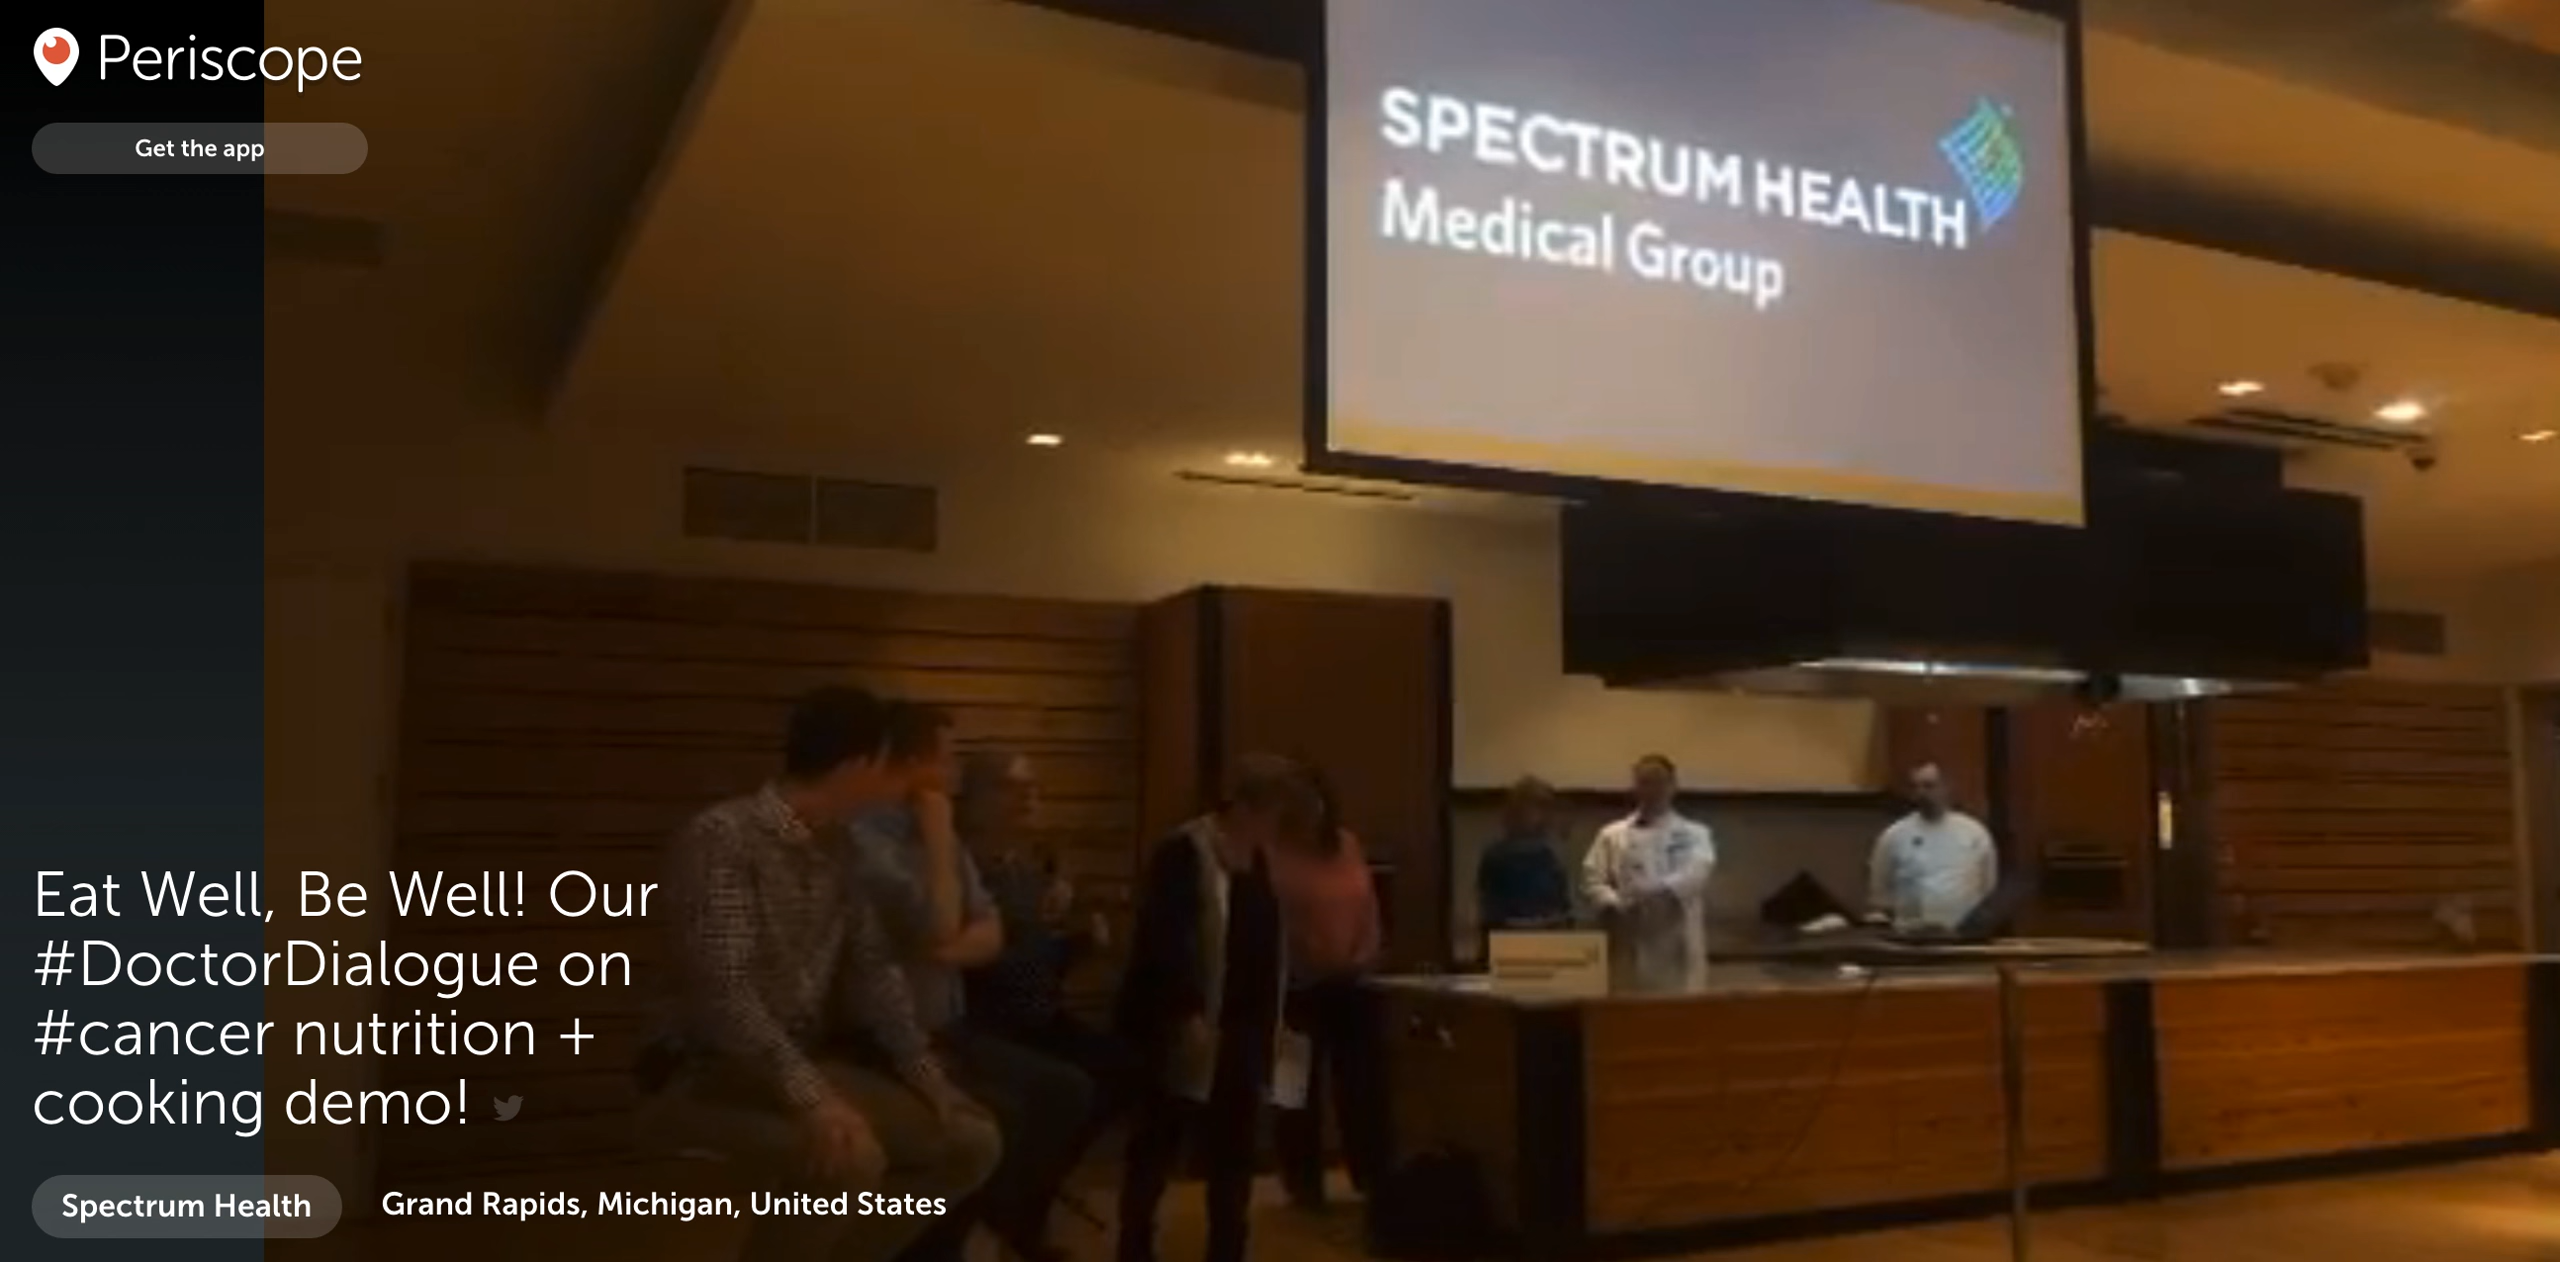 Periscope
Get the app
SPECTRUM HEALTH
Medical Group
Eat Well, Be Well! Our
#DoctorDialogue on
#cancer nutrition +
cooking demo!
Spectrum Health
Grand Rapids, Michigan, United States